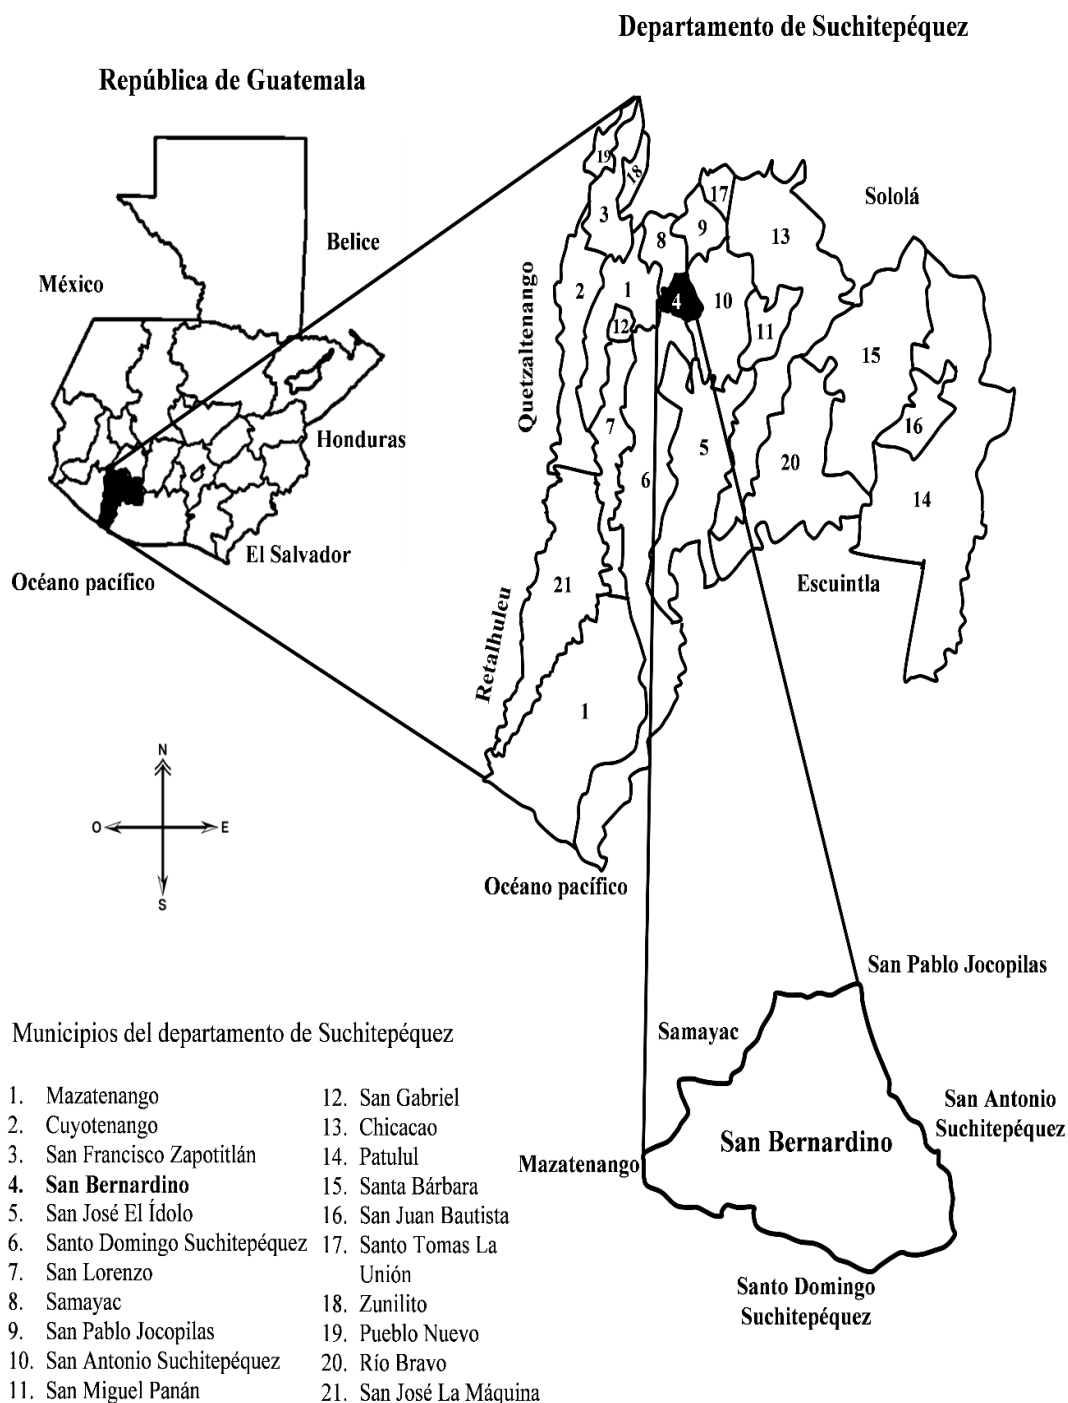 Departamento de Suchitepéquez
República de Guatemala
México
Belice
Honduras
El Salvador
Océano pacífico
Sololá
Quetzaltenango
Retalhuleu
Escuintla
Océano pacífico
19
18
17
3
8
9
13
2
1
4
10
12
11
15
7
5
16
6
20
14
21
1
N
O
E
S
San Pablo Jocopilas
Samayac
San Antonio
Suchitepéquez
San Bernardino
Mazatenango
Santo Domingo
Suchitepéquez
Municipios del departamento de Suchitepéquez
1. Mazatenango
2. Cuyotenango
3. San Francisco Zapotitlán
4. San Bernardino
5. San José El Ídolo
6. Santo Domingo Suchitepéquez
7. San Lorenzo
8. Samayac
9. San Pablo Jocopilas
10. San Antonio Suchitepéquez
11. San Miguel Panán
12. San Gabriel
13. Chicacao
14. Patulul
15. Santa Bárbara
16. San Juan Bautista
17. Santo Tomas La
Unión
18. Zunilito
19. Pueblo Nuevo
20. Río Bravo
21. San José La Máquina